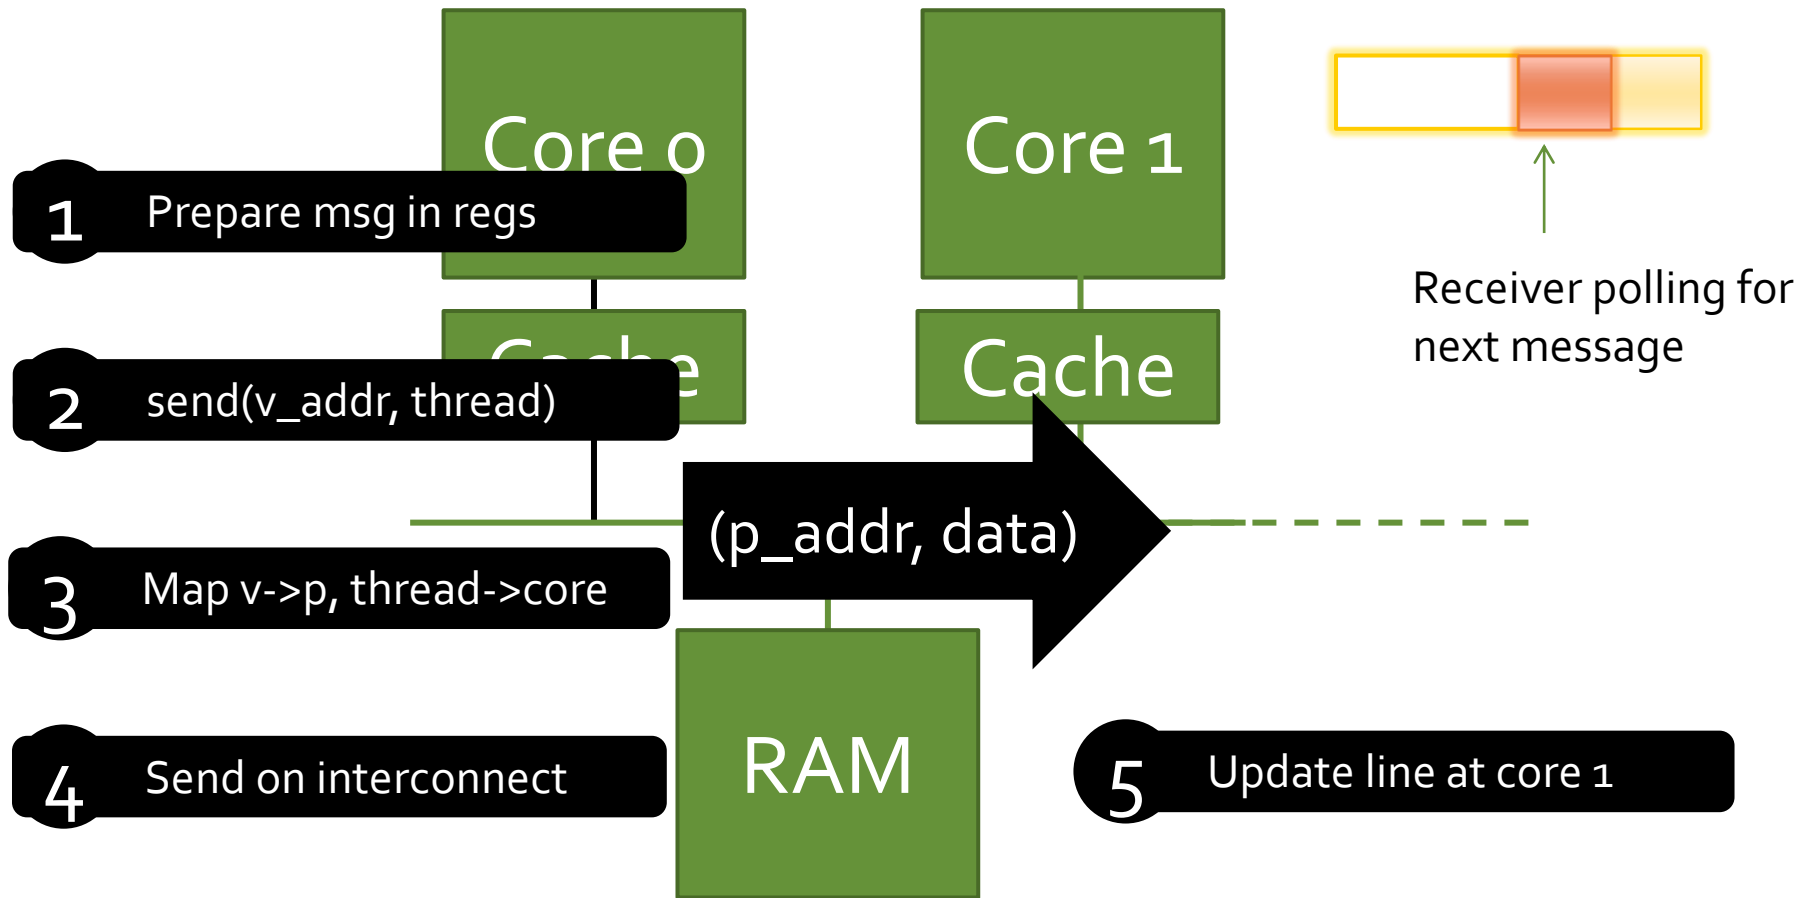 Core 0
Core 1
1 Prepare msg in regs
Receiver polling for
next message
Cache
Cache
2 send(v_addr, thread)
(p_addr, data)
3 Map v->p, thread->core
RAM
4 Send on interconnect
5 Update line at core 1